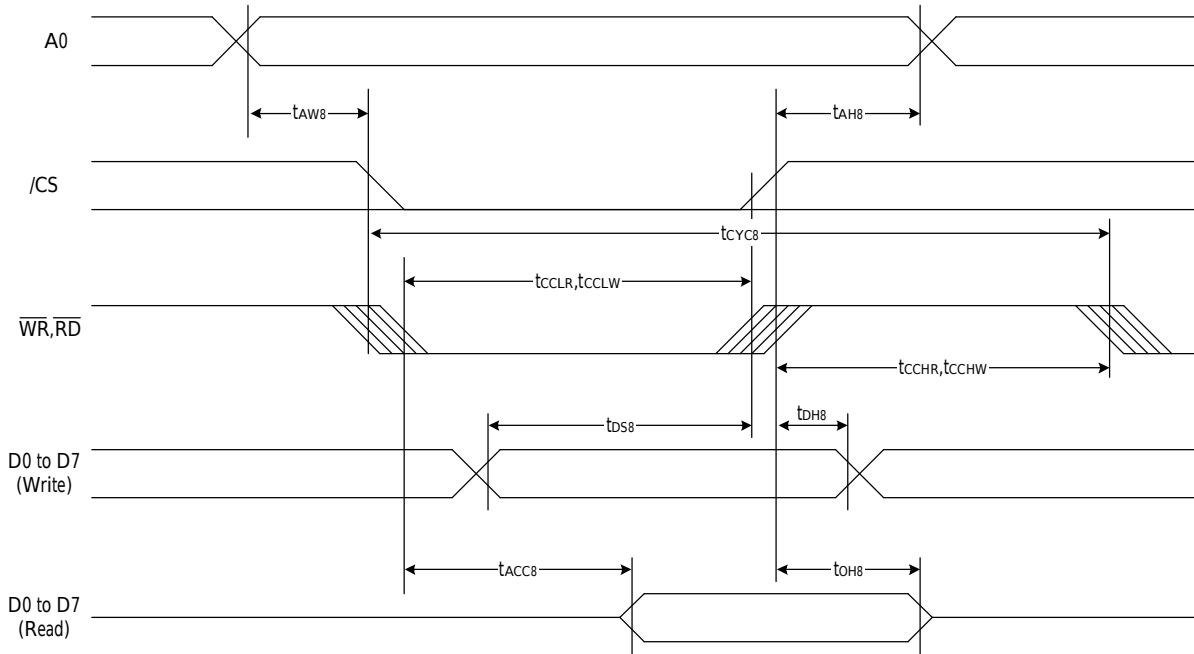 A0
tAW8
tAH8
/CS
tCYC8
tCCLR,tCCLW
WR,RD
tCCHR,tCCHW
tDS8
tDH8
D0 to D7
(Write)
tACC8
tOH8
D0 to D7
(Read)